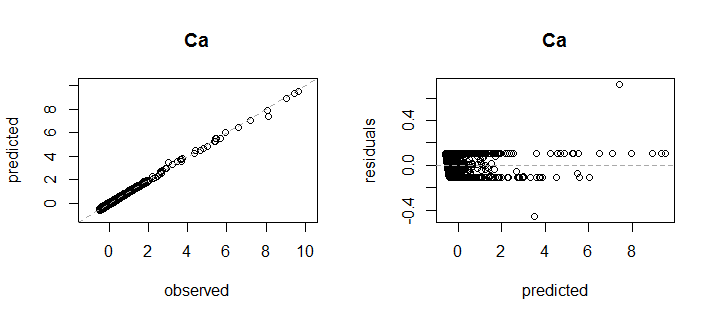 Ca
predicted
0 2 4 6 8
0 2 4 6 8 10
observed
Ca
residuals
-0.4 0.0 0.4
0 2 4 6 8
predicted